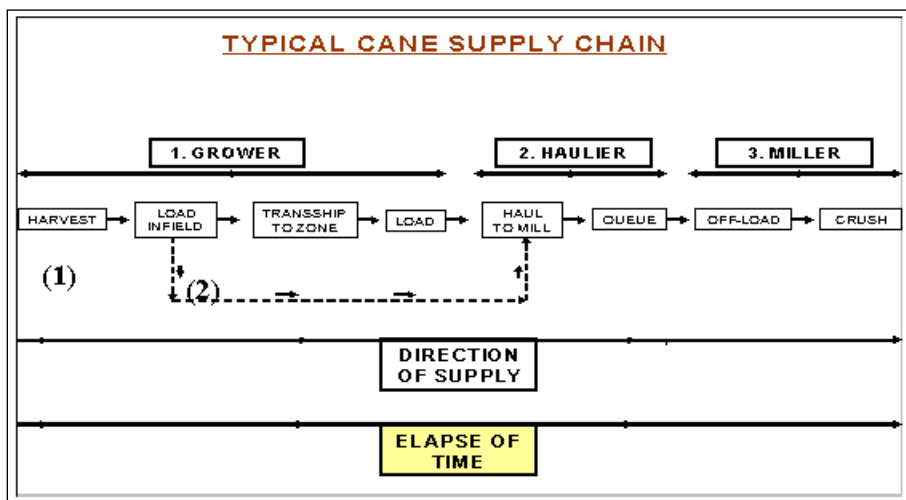 TYPICAL CANE SUPPLY CHAIN
1. GROWER
2. HAULIER
3. MILLER
HARVEST
LOAD
INFIELD
TRANSSHIP
TO ZONE
LOAD
HAUL
TO MILL
QUEUE
OFF-LOAD
CRUSH
(1)
(2)
DIRECTION
OF SUPPLY
ELAPSE OF
TIME